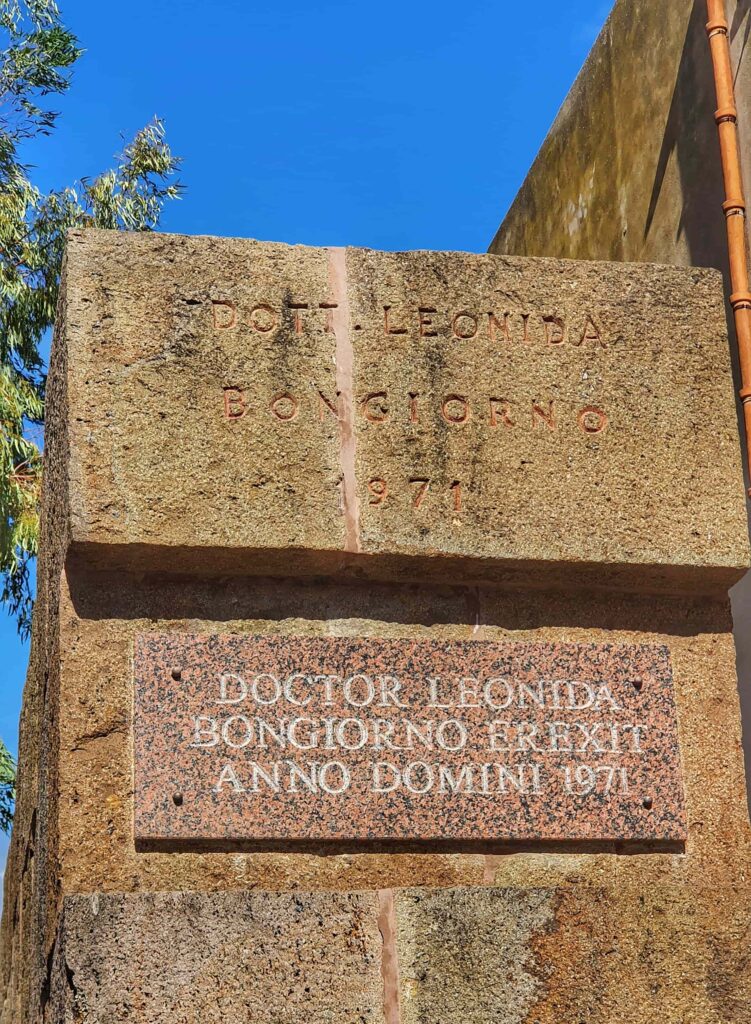 DOTT. LEONIDA
BONGIORNO
1971
DOCTOR LEONIDA
BONGIORNO EREXIT
ANNO DOMINI 1971